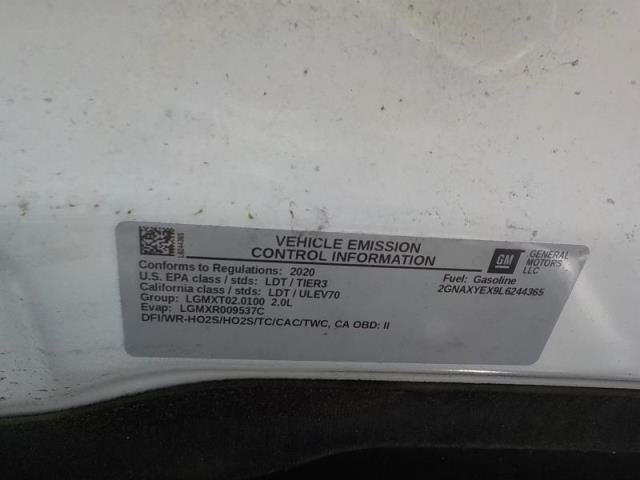 L6244365
VEHICLE EMISSION
CONTROL INFORMATION
GM
GENERAL
MOTORS
LLC
Conforms to Regulations: 2020
U.S. EPA class / stds: LDT / TIER3
California class / stds: LDT / ULEV70
Group: LGMXT02.0100 2.0L
Evap: LGMXR009537C
DFI/WR-HO2S/HO2S/TC/CAC/TWC, CA OBD: II
Fuel: Gasoline
2GNAXYEX9L6244365